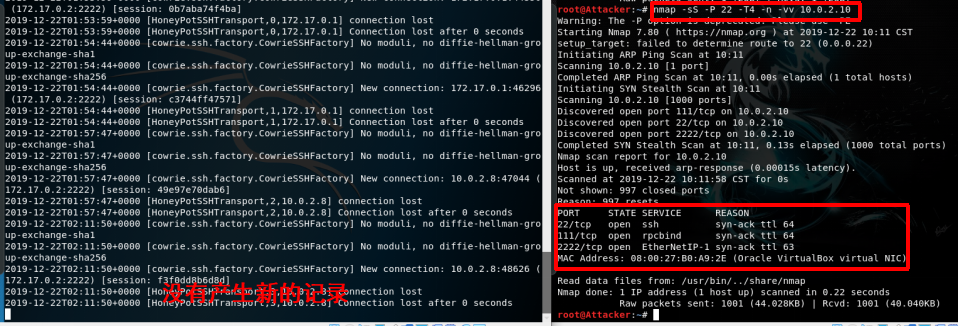 (172.17.0.2:2222) [session: 0b7aba74f4ba]
2019-12-22T01:53:59+0000 [HoneyPotSSHTransport,0,172.17.0.1] connection lost
2019-12-22T01:53:59+0000 [HoneyPotSSHTransport,0,172.17.0.1] Connection lost after 0 seconds
2019-12-22T01:54:44+0000 [cowrie.ssh.factory.CowrieSSHFactory] No moduli, no diffie-hellman-gro
up-exchange-sha1
2019-12-22T01:54:44+0000 [cowrie.ssh.factory.CowrieSSHFactory] No moduli, no diffie-hellman-gro
up-exchange-sha256
2019-12-22T01:54:44+0000 [cowrie.ssh.factory.CowrieSSHFactory] New connection: 172.17.0.1:46296
(172.17.0.2:2222) [session: c3744ff47571]
2019-12-22T01:54:44+0000 [HoneyPotSSHTransport,1,172.17.0.1] connection lost
2019-12-22T01:54:44+0000 [HoneyPotSSHTransport,1,172.17.0.1] Connection lost after 0 seconds
2019-12-22T01:57:47+0000 [cowrie.ssh.factory.CowrieSSHFactory] No moduli, no diffie-hellman-gro
up-exchange-sha1
2019-12-22T01:57:47+0000 [cowrie.ssh.factory.CowrieSSHFactory] No moduli, no diffie-hellman-gro
up-exchange-sha256
2019-12-22T01:57:47+0000 [cowrie.ssh.factory.CowrieSSHFactory] New connection: 10.0.2.8:47044 (
172.17.0.2:2222) [session: 49e97e70dab6]
2019-12-22T01:57:47+0000 [HoneyPotSSHTransport,2,10.0.2.8] connection lost
2019-12-22T01:57:47+0000 [HoneyPotSSHTransport,2,10.0.2.8] Connection lost after 0 seconds
2019-12-22T02:11:50+0000 [cowrie.ssh.factory.CowrieSSHFactory] No moduli, no diffie-hellman-gro
up-exchange-sha1
2019-12-22T02:11:50+0000 [cowrie.ssh.factory.CowrieSSHFactory] No moduli, no diffie-hellman-gro
up-exchange-sha256
2019-12-22T02:11:50+0000 [cowrie.ssh.factory.CowrieSSHFactory] New connection: 10.0.2.8:48626 (
172.17.0.2:2222) [session: f3f0dd8b6d8d]
2019-12-22T02:11:50+0000 [HoneyPotSSHTransport,3,10.0.2.8] connection lost
2019-12-22T02:11:50+0000 [HoneyPotSSHTransport,3,10.0.2.8] Connection lost after 0 seconds
没有产生新的记录
root@Attacker:~# nmap -sS -P 22 -T4 -n -vv 10.0.2.10
Warning: The -P option is deprecated. Please use -PE
Starting Nmap 7.80 ( https://nmap.org ) at 2019-12-22 10:11 CST
setup_target: failed to determine route to 22 (0.0.0.22)
Initiating ARP Ping Scan at 10:11
Scanning 10.0.2.10 [1 port]
Completed ARP Ping Scan at 10:11, 0.00s elapsed (1 total hosts)
Initiating SYN Stealth Scan at 10:11
Scanning 10.0.2.10 [1000 ports]
Discovered open port 111/tcp on 10.0.2.10
Discovered open port 22/tcp on 10.0.2.10
Discovered open port 2222/tcp on 10.0.2.10
Completed SYN Stealth Scan at 10:11, 0.13s elapsed (1000 total ports)
Nmap scan report for 10.0.2.10
Host is up, received arp-response (0.00015s latency).
Scanned at 2019-12-22 10:11:58 CST for 0s
Not shown: 997 closed ports
Reason: 997 resets
PORT STATE SERVICE REASON
22/tcp open ssh syn-ack ttl 64
111/tcp open rpcbind syn-ack ttl 64
2222/tcp open EtherNetIP-1 syn-ack ttl 63
MAC Address: 08:00:27:B0:A9:2E (Oracle VirtualBox virtual NIC)
Read data files from: /usr/bin/../share/nmap
Nmap done: 1 IP address (1 host up) scanned in 0.22 seconds
Raw packets sent: 1001 (44.028KB) | Rcvd: 1001 (40.040KB)
root@Attacker:~#